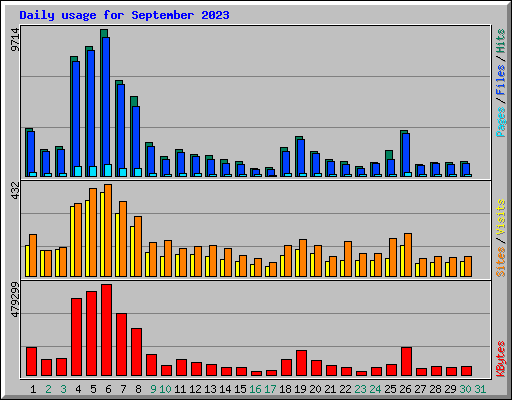 Daily usage for September 2023
9714
Pages / Files / Hits
432
Sites / Visits
479299
KBytes
1 2 3 4 5 6 7 8 9 10 11 12 13 14 15 16 17 18 19 20 21 22 23 24 25 26 27 28 29 30 31